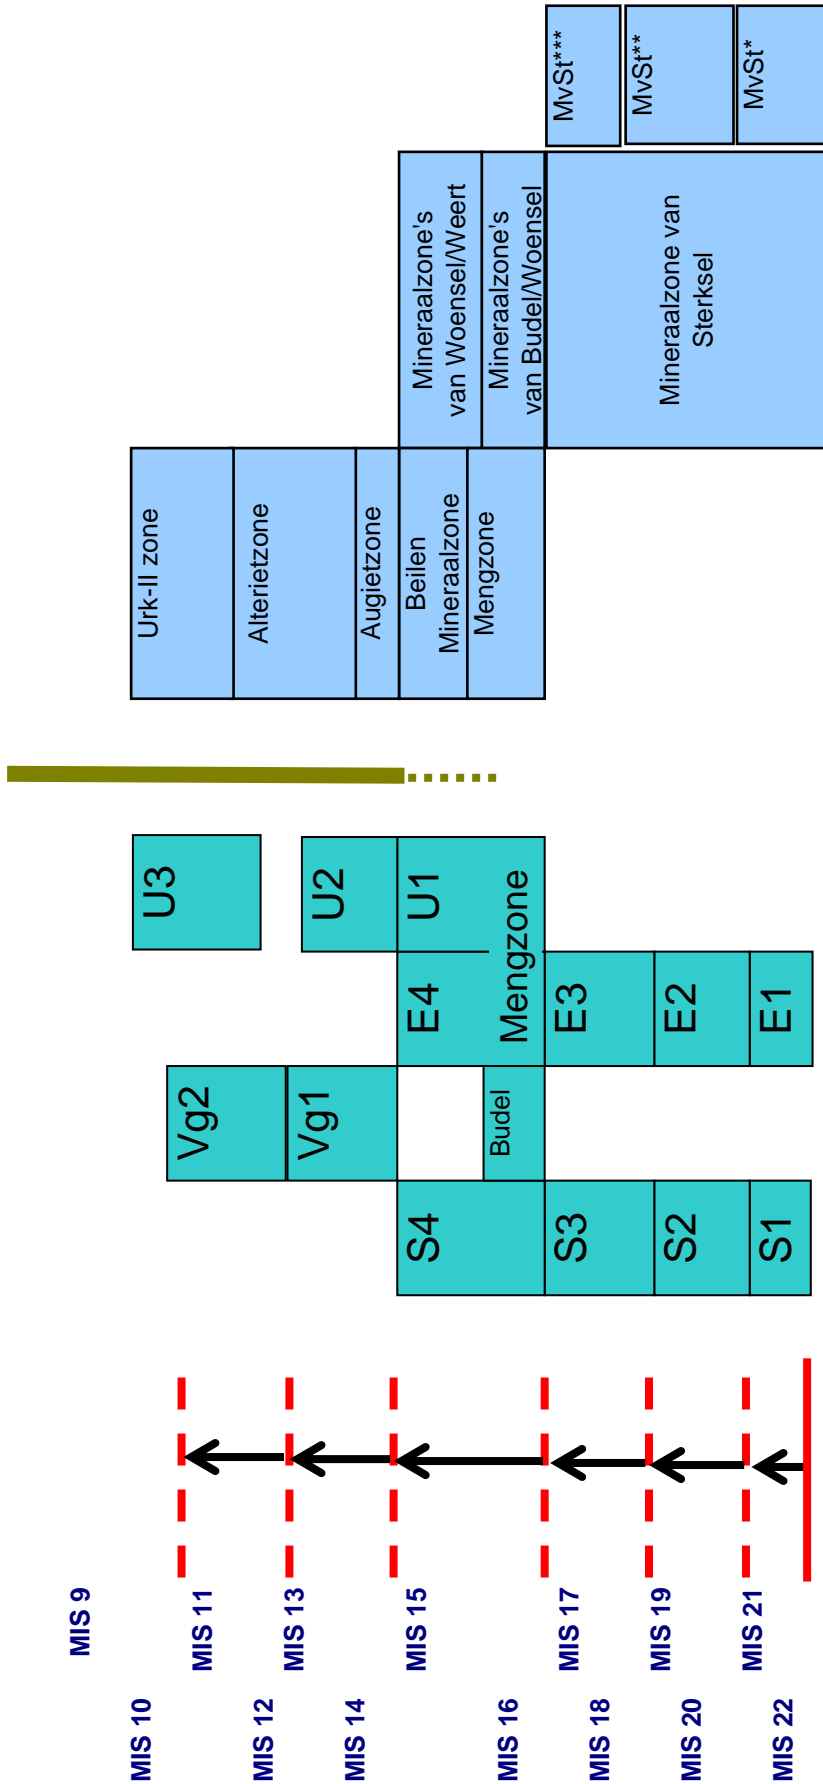 MIS 9
MIS 10
MIS 11
MIS 12
MIS 13
MIS 14
MIS 15
MIS 16
MIS 17
MIS 18
MIS 19
MIS 20
MIS 21
MIS 22
S4
S3
S2
S1
Vg2
Vg1
Budel
E4
E3
E2
E1
Mengzone
U3
U2
U1
Urk-II zone
Alterietzone
Augietzone
Beilen
Mineraalzone
Mengzone
Mineraalzone's
van Woensel/Weert
Mineraalzone's
van Budel/Woensel
Mineraalzone van
Sterksel
MvSt***
MvSt**
MvSt*